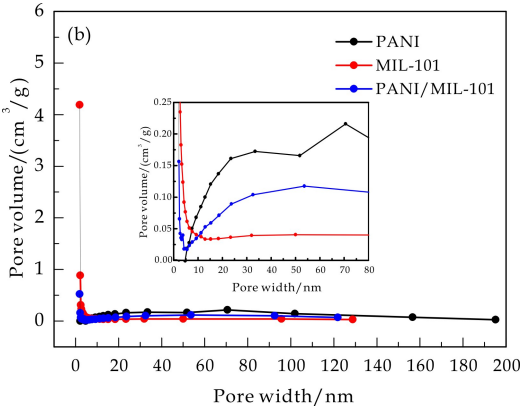 (b)
PANI
MIL-101
PANI/MIL-101
Pore volume/(cm³/g)
6
5
4
3
2
1
0
0 20 40 60 80 100 120 140 160 180 200
Pore width/nm
Pore volume/(cm³/g)
0.25
0.20
0.15
0.10
0.05
0.00
0 10 20 30 40 50 60 70 80
Pore width/nm